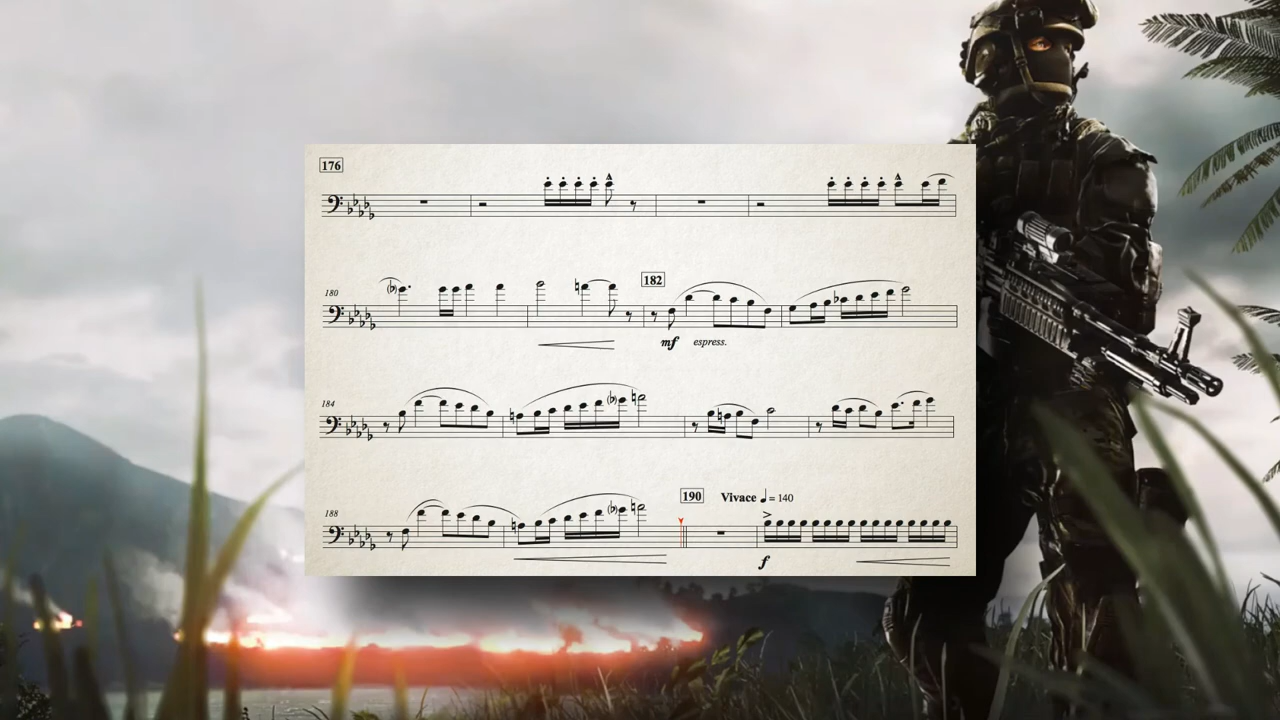 176
180
182
mf espress.
184
188
190 Vivace ♩ = 140
f